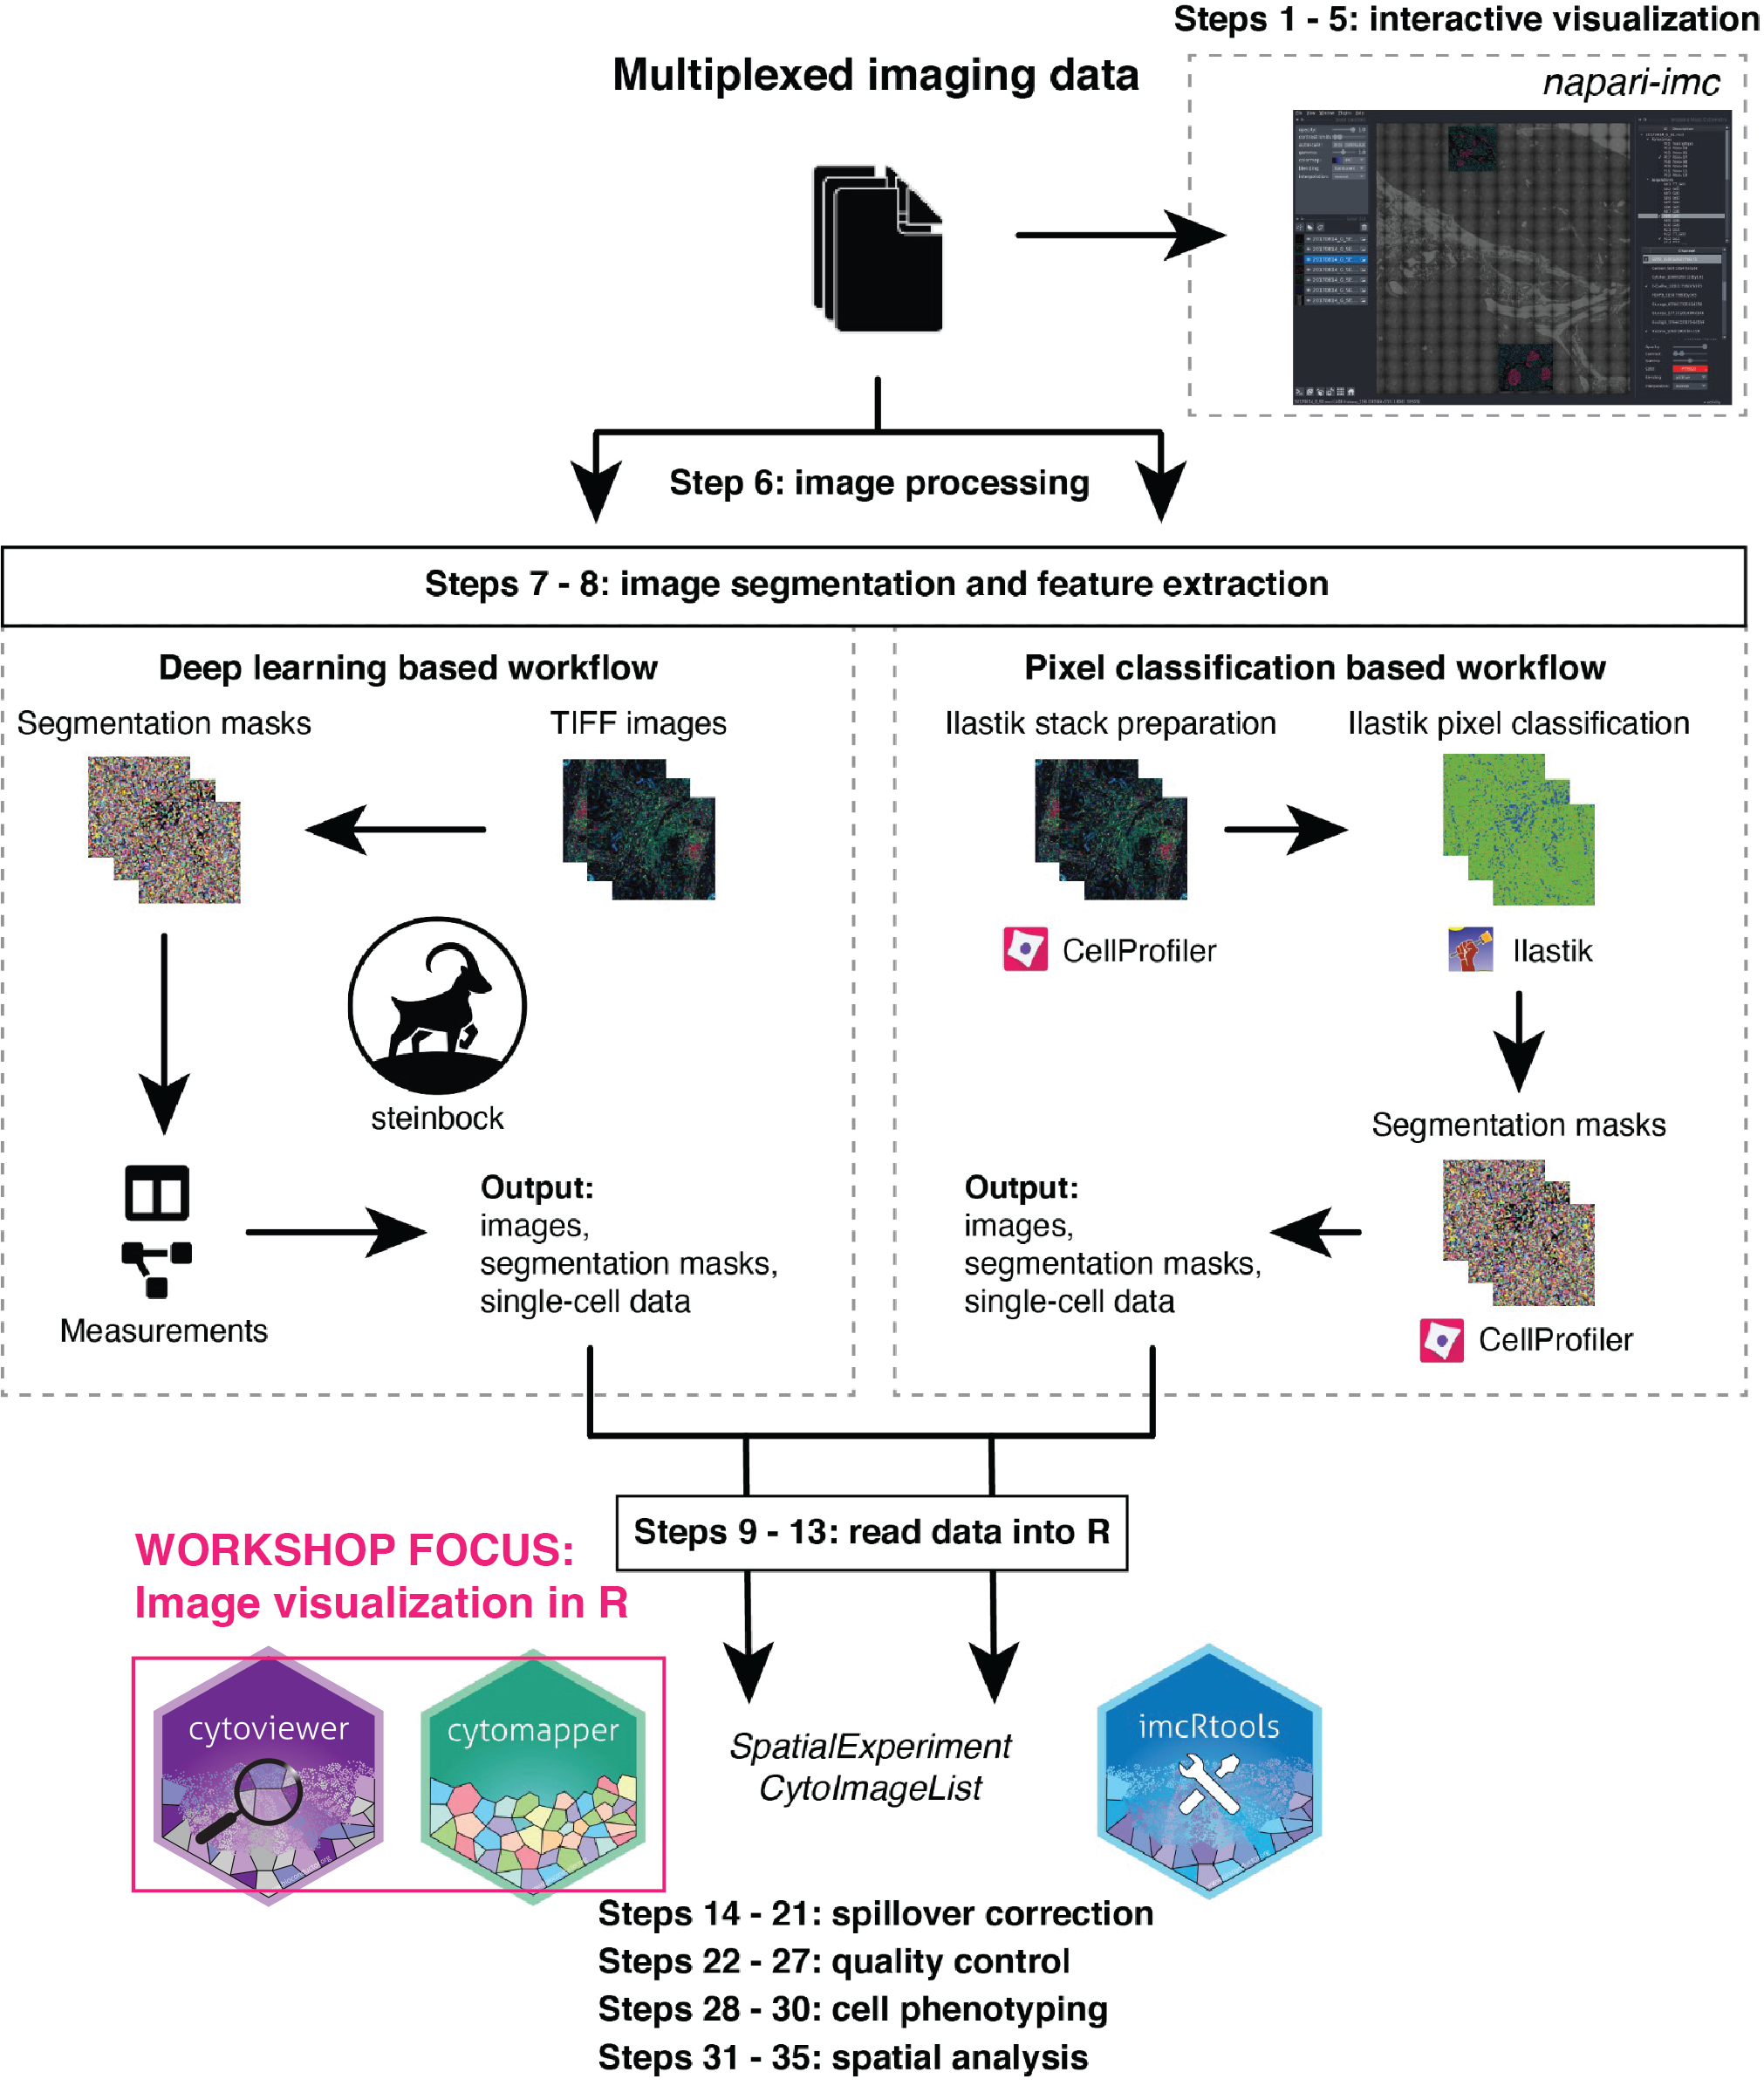 Steps 1 - 5: interactive visualization
Multiplexed imaging data
napari-imc
Step 6: image processing
Steps 7 - 8: image segmentation and feature extraction
Deep learning based workflow
Segmentation masks
TIFF images
steinbock
Measurements
Output:
images,
segmentation masks,
single-cell data
Pixel classification based workflow
Ilastik stack preparation
Ilastik pixel classification
CellProfiler
Ilastik
Segmentation masks
Output:
images,
segmentation masks,
single-cell data
CellProfiler
Steps 9 - 13: read data into R
WORKSHOP FOCUS:
Image visualization in R
cytoviewer
cytomapper
SpatialExperiment
CytoImageList
imcRtools
Steps 14 - 21: spillover correction
Steps 22 - 27: quality control
Steps 28 - 30: cell phenotyping
Steps 31 - 35: spatial analysis